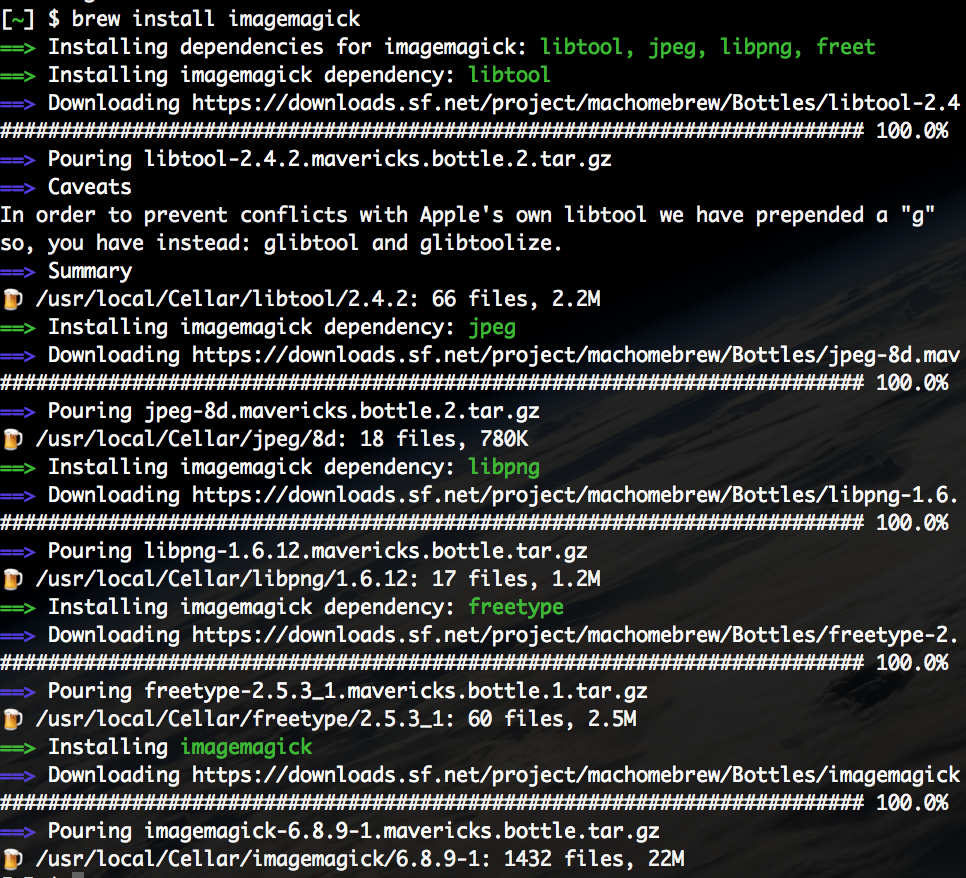 [~] $ brew install imagemagick
==> Installing dependencies for imagemagick: libtool, jpeg, libpng, freet
==> Installing imagemagick dependency: libtool
==> Downloading https://downloads.sf.net/project/machomebrew/Bottles/libtool-2.4
######################################################################## 100.0%
==> Pouring libtool-2.4.2.mavericks.bottle.2.tar.gz
==> Caveats
In order to prevent conflicts with Apple's own libtool we have prepended a "g"
so, you have instead: glibtool and glibtoolize.
==> Summary
🍺 /usr/local/Cellar/libtool/2.4.2: 66 files, 2.2M
==> Installing imagemagick dependency: jpeg
==> Downloading https://downloads.sf.net/project/machomebrew/Bottles/jpeg-8d.mav
######################################################################## 100.0%
==> Pouring jpeg-8d.mavericks.bottle.2.tar.gz
🍺 /usr/local/Cellar/jpeg/8d: 18 files, 780K
==> Installing imagemagick dependency: libpng
==> Downloading https://downloads.sf.net/project/machomebrew/Bottles/libpng-1.6.
######################################################################## 100.0%
==> Pouring libpng-1.6.12.mavericks.bottle.tar.gz
🍺 /usr/local/Cellar/libpng/1.6.12: 17 files, 1.2M
==> Installing imagemagick dependency: freetype
==> Downloading https://downloads.sf.net/project/machomebrew/Bottles/freetype-2.
######################################################################## 100.0%
==> Pouring freetype-2.5.3_1.mavericks.bottle.1.tar.gz
🍺 /usr/local/Cellar/freetype/2.5.3_1: 60 files, 2.5M
==> Installing imagemagick
==> Downloading https://downloads.sf.net/project/machomebrew/Bottles/imagemagick
######################################################################## 100.0%
==> Pouring imagemagick-6.8.9-1.mavericks.bottle.tar.gz
🍺 /usr/local/Cellar/imagemagick/6.8.9-1: 1432 files, 22M